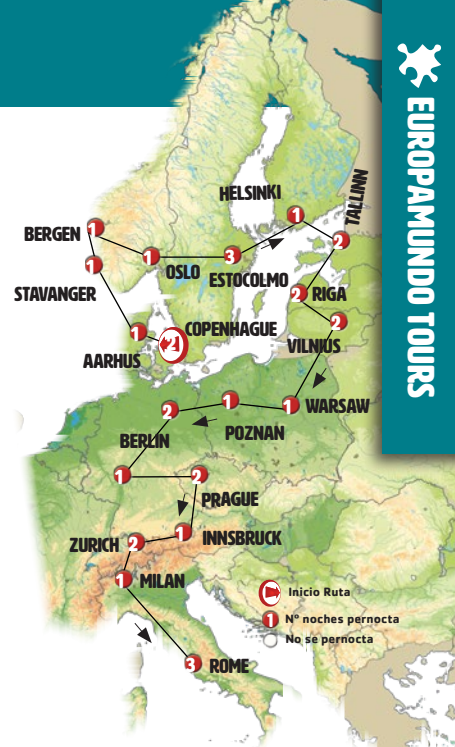 EUROPAMUNDO TOURS
HELSINKI
1
TALLINN
2
BERGEN
1
1
OSLO
3
ESTOCOLMO
1
STAVANGER
2
RIGA
1
COPENHAGUE
2
2
VILNIUS
AARHUS
2
1
1
WARSAW
BERLIN
POZNAN
1
2
PRAGUE
ZURICH
2
1
INNSBRUCK
1
MILAN
Inicio Ruta
1
Nº noches pernocta
No se pernocta
3
ROME